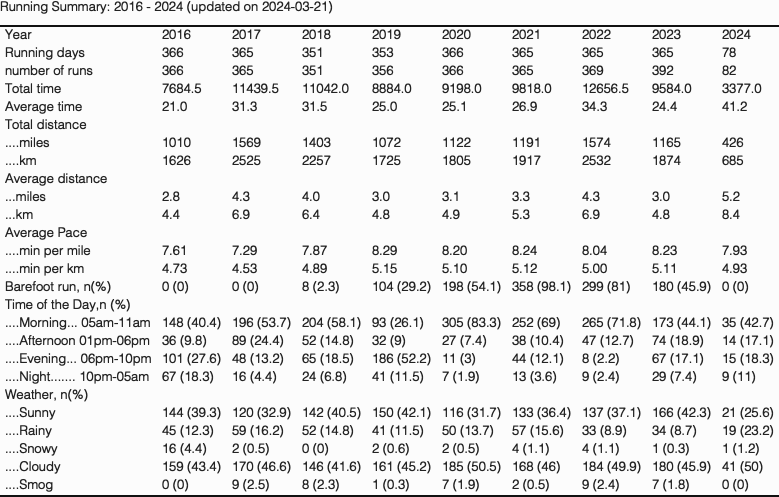 Running Summary: 2016 - 2024 (updated on 2024-03-21)
Year 2016 2017 2018 2019 2020 2021 2022 2023 2024
Running days 366 365 351 353 366 365 365 365 78
number of runs 366 365 351 356 366 365 369 392 82
Total time 7684.5 11439.5 11042.0 8884.0 9198.0 9818.0 12656.5 9584.0 3377.0
Average time 21.0 31.3 31.5 25.0 25.1 26.9 34.3 24.4 41.2
Total distance
....miles 1010 1569 1403 1072 1122 1191 1574 1165 426
....km 1626 2525 2257 1725 1805 1917 2532 1874 685
Average distance
...miles 2.8 4.3 4.0 3.0 3.1 3.3 4.3 3.0 5.2
...km 4.4 6.9 6.4 4.8 4.9 5.3 6.9 4.8 8.4
Average Pace
....min per mile 7.61 7.29 7.87 8.29 8.20 8.24 8.04 8.23 7.93
....min per km 4.73 4.53 4.89 5.15 5.10 5.12 5.00 5.11 4.93
Barefoot run, n(%) 0 (0) 0 (0) 8 (2.3) 104 (29.2) 198 (54.1) 358 (98.1) 299 (81) 180 (45.9) 0 (0)
Time of the Day,n (%)
....Morning... 05am-11am 148 (40.4) 196 (53.7) 204 (58.1) 93 (26.1) 305 (83.3) 252 (69) 265 (71.8) 173 (44.1) 35 (42.7)
....Afternoon 01pm-06pm 36 (9.8) 89 (24.4) 52 (14.8) 32 (9) 27 (7.4) 38 (10.4) 47 (12.7) 74 (18.9) 14 (17.1)
....Evening... 06pm-10pm 101 (27.6) 48 (13.2) 65 (18.5) 186 (52.2) 11 (3) 44 (12.1) 8 (2.2) 67 (17.1) 15 (18.3)
....Night....... 10pm-05am 67 (18.3) 16 (4.4) 24 (6.8) 41 (11.5) 7 (1.9) 13 (3.6) 9 (2.4) 29 (7.4) 9 (11)
Weather, n(%)
....Sunny 144 (39.3) 120 (32.9) 142 (40.5) 150 (42.1) 116 (31.7) 133 (36.4) 137 (37.1) 166 (42.3) 21 (25.6)
....Rainy 45 (12.3) 59 (16.2) 52 (14.8) 41 (11.5) 50 (13.7) 57 (15.6) 33 (8.9) 34 (8.7) 19 (23.2)
....Snowy 16 (4.4) 2 (0.5) 0 (0) 2 (0.6) 2 (0.5) 4 (1.1) 4 (1.1) 1 (0.3) 1 (1.2)
....Cloudy 159 (43.4) 170 (46.6) 146 (41.6) 161 (45.2) 185 (50.5) 168 (46) 184 (49.9) 180 (45.9) 41 (50)
....Smog 0 (0) 9 (2.5) 8 (2.3) 1 (0.3) 7 (1.9) 2 (0.5) 9 (2.4) 7 (1.8) 0 (0)